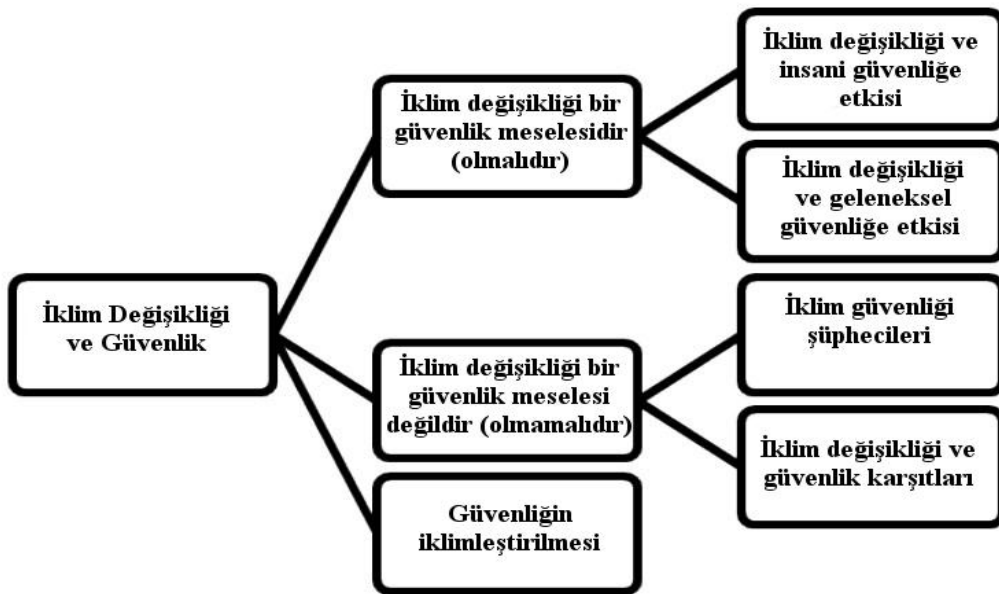 İklim Değişikliği
ve Güvenlik
İklim değişikliği bir
güvenlik meselesidir
(olmalıdır)
İklim değişikliği ve
insani güvenliğe
etkisi
İklim değişikliği
ve geleneksel
güvenliğe etkisi
İklim değişikliği bir
güvenlik meselesi
değildir (olmamalıdır)
İklim güvenliği
şüphecileri
İklim değişikliği ve
güvenlik karşıtları
Güvenliğin
iklimleştirilmesi